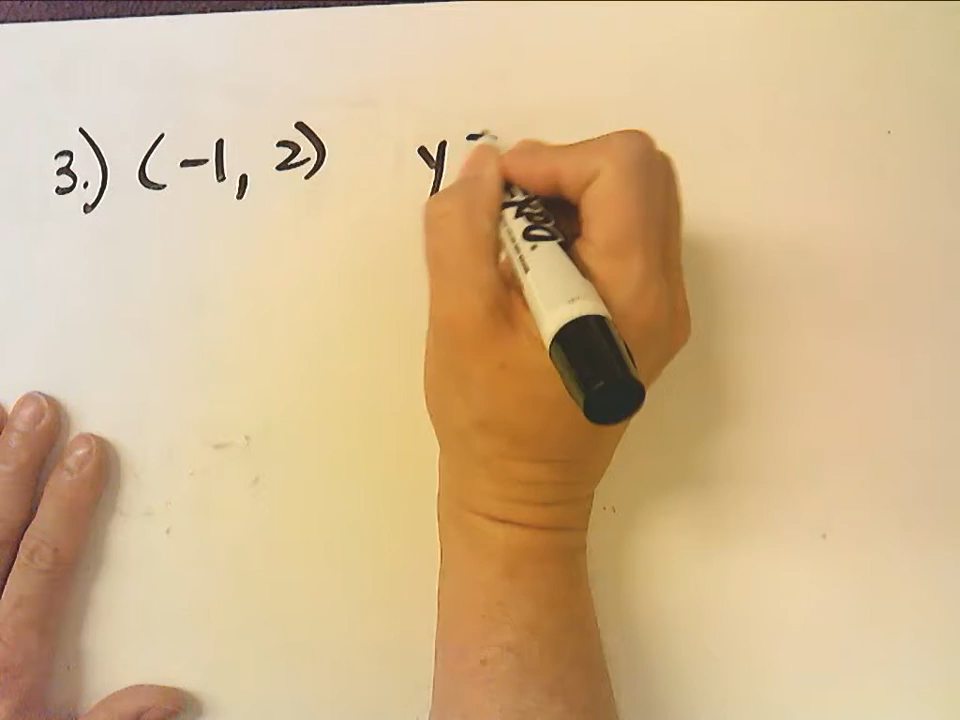 3.) (-1, 2) y